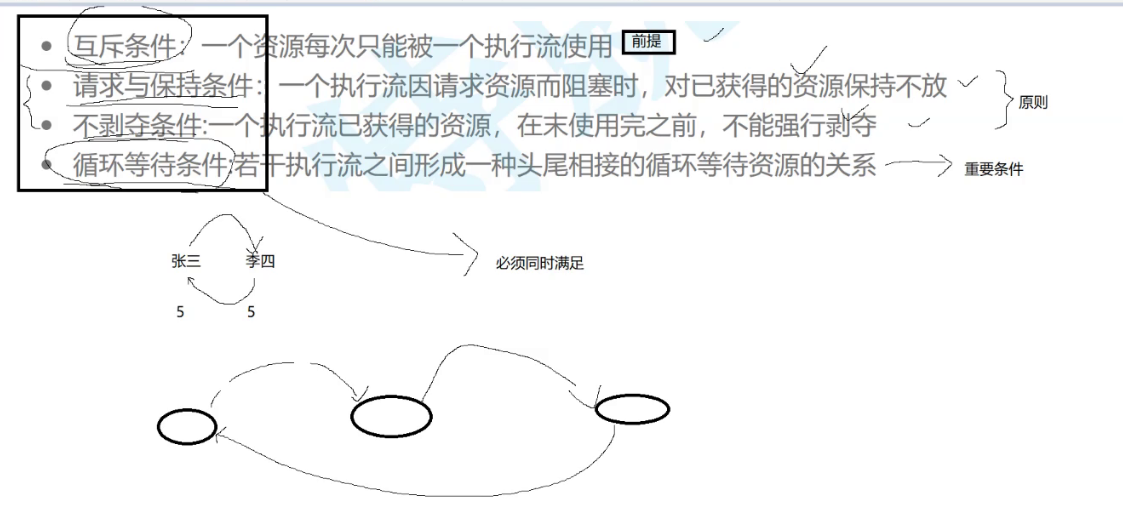 互斥条件：一个资源每次只能被一个执行流使用 前提
请求与保持条件：一个执行流因请求资源而阻塞时，对已获得的资源保持不放
原则
不剥夺条件:一个执行流已获得的资源，在末使用完之前，不能强行剥夺
循环等待条件:若干执行流之间形成一种头尾相接的循环等待资源的关系 重要条件
张三 李四 必须同时满足
5 5